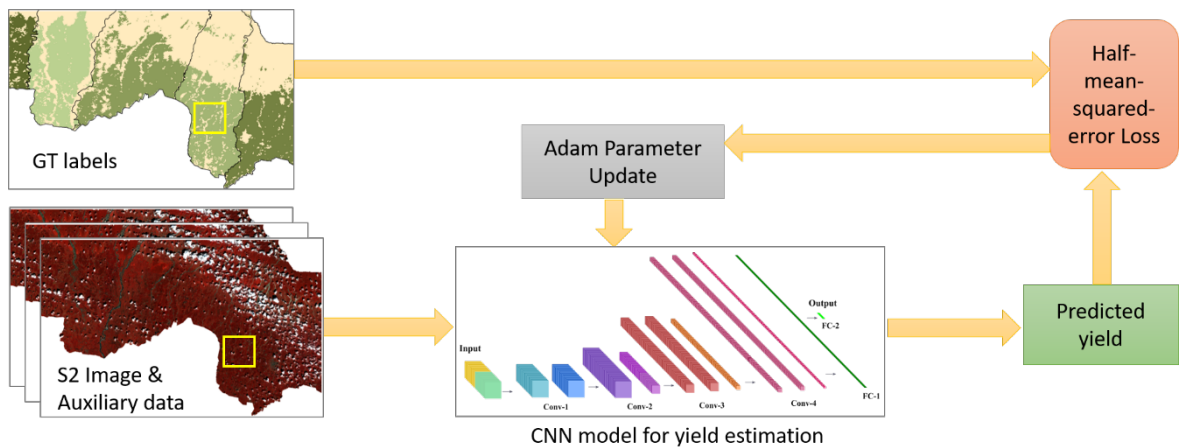 GT labels
Half-
mean-
squared-
error Loss
Adam Parameter
Update
S2 Image &
Auxiliary data
Input
Conv-1
Conv-2
Conv-3
Conv-4
Output
FC-2
FC-1
Predicted
yield
CNN model for yield estimation